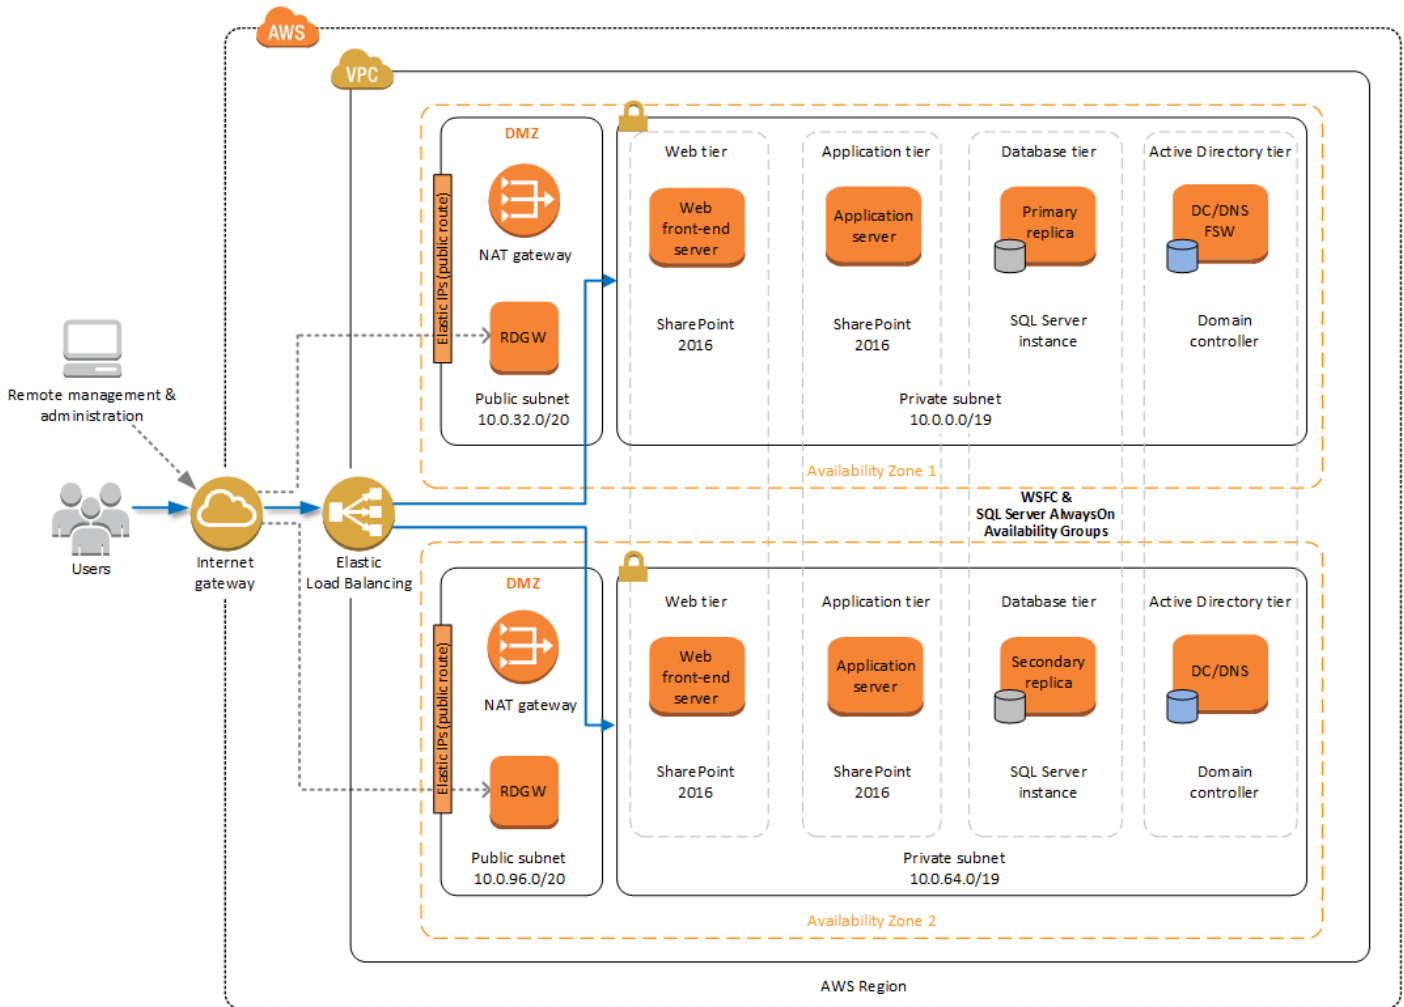 AWS
VPC
DMZ
NAT gateway
Elastic IPs (public route)
RDGW
Public subnet
10.0.32.0/20
Web tier
Web
front-end
server
SharePoint
2016
Application tier
Application
server
SharePoint
2016
Database tier
Primary
replica
SQL Server
instance
Active Directory tier
DC/DNS
FSW
Domain
controller
Private subnet
10.0.0.0/19
Availability Zone 1
Remote management &
administration
Users
Internet
gateway
Elastic
Load Balancing
WSFC &
SQL Server AlwaysOn
Availability Groups
DMZ
NAT gateway
Elastic IPs (public route)
RDGW
Public subnet
10.0.96.0/20
Web tier
Web
front-end
server
SharePoint
2016
Application tier
Application
server
SharePoint
2016
Database tier
Secondary
replica
SQL Server
instance
Active Directory tier
DC/DNS
Domain
controller
Private subnet
10.0.64.0/19
Availability Zone 2
AWS Region